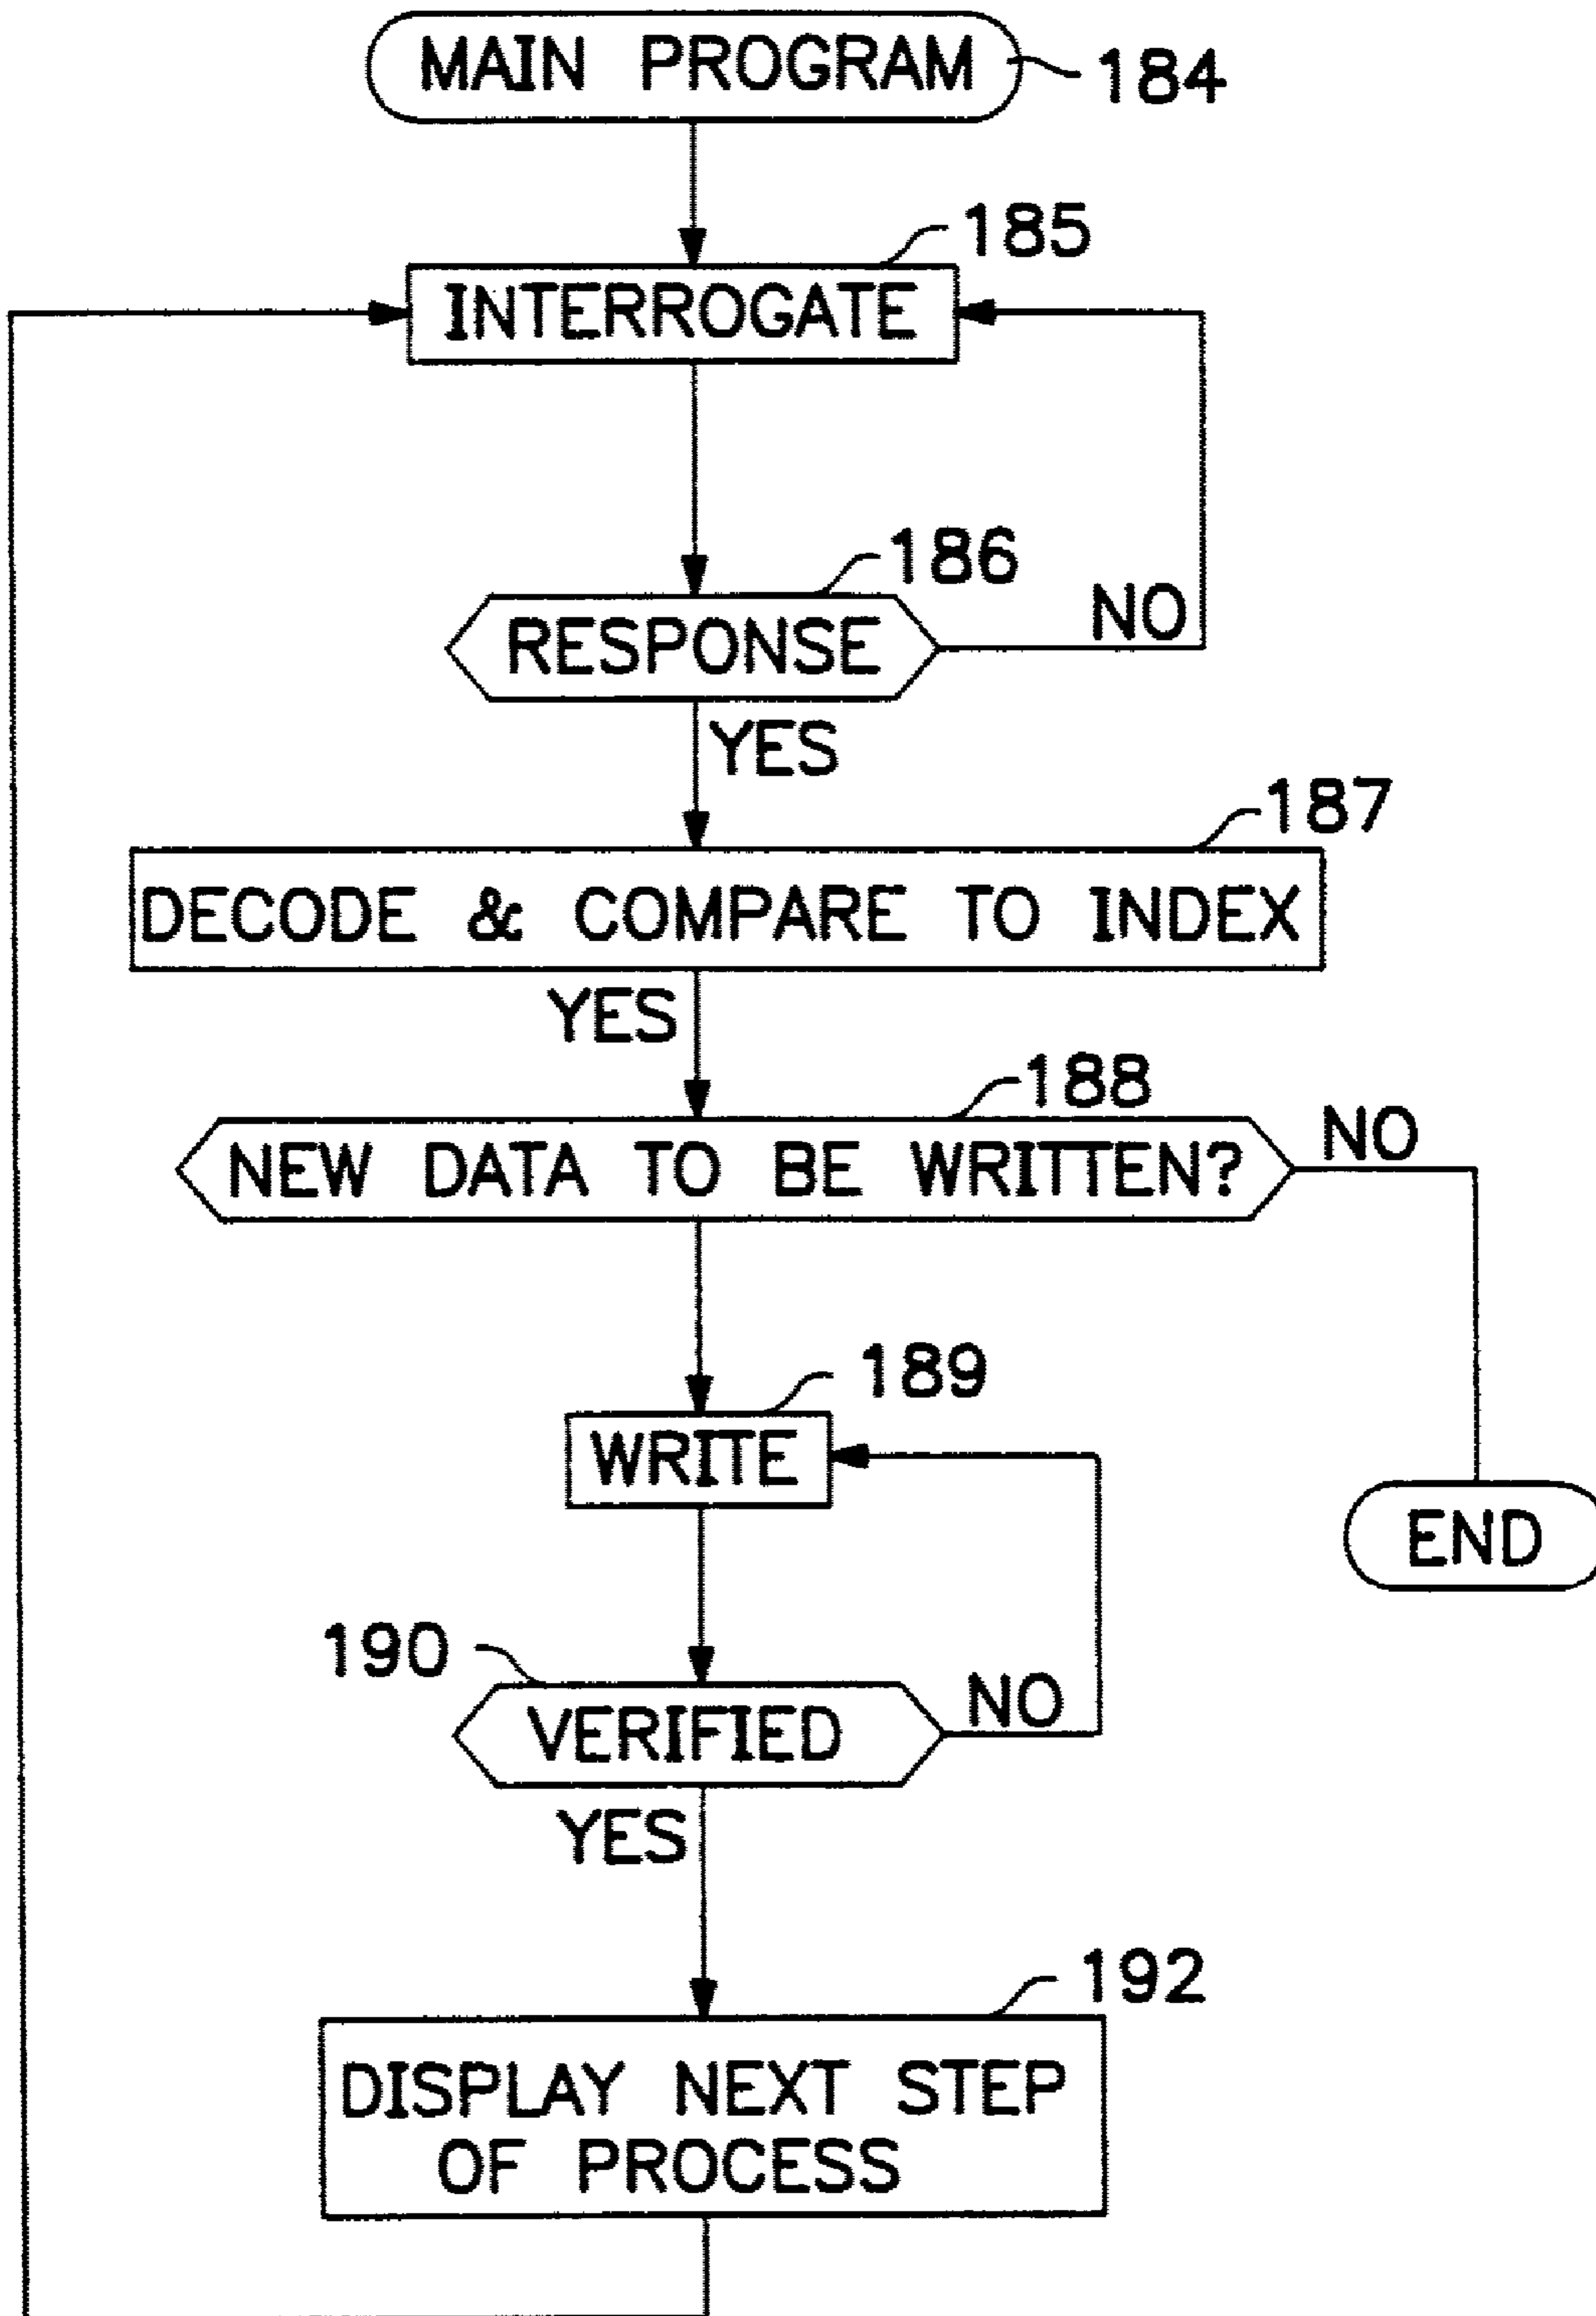 MAIN PROGRAM
184
185
INTERROGATE
186
RESPONSE
NO
YES
187
DECODE & COMPARE TO INDEX
YES
188
NEW DATA TO BE WRITTEN?
NO
189
WRITE
END
190
VERIFIED
NO
YES
192
DISPLAY NEXT STEP
OF PROCESS